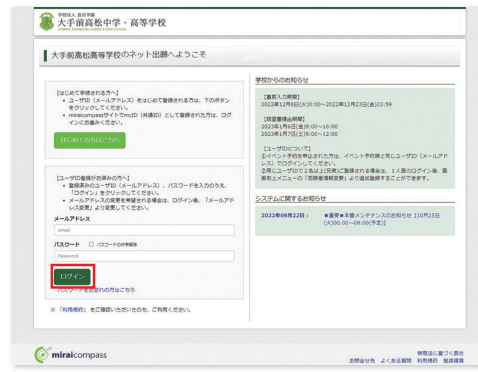 学校法人 倉田学園
大手前高松中学・高等学校
大手前高松高等学校のネット出願へようこそ
【はじめて手続きされる方へ】
• ユーザID（メールアドレス）をはじめて登録される方は、下のボタン
をクリックしてください。
• miraicompassサイトでmcID（共通ID）として登録された方は、ログ
インにお進みください。
はじめての方はこちら
【ユーザID登録がお済みの方へ】
• 登録済みのユーザID（メールアドレス）、パスワードを入力のうえ、
「ログイン」をクリックしてください。
• メールアドレスの変更を希望される場合は、ログイン後、「メールアド
レス変更」より変更してください。
メールアドレス
email
パスワード パスワードの伏字解除
Password
ログイン
パスワードをお忘れの方はこちら
※ 「利用規約」 をご確認いただいたのち、ご利用ください。
学校からのお知らせ
【事前入力期間】
2022年12月6日(火)0:00～2022年12月23日(金)23:59
2023年1月6日(金)9:00～16:00
2023年1月7日(土)9:00～12:00
【ユーザIDについて】
①イベント予約を申込された方は、イベント予約時と同じユーザID（メールアド
レス）でログインしてください。
②同じユーザIDで２名以上(兄弟)ご登録される場合は、１人目のログイン後、画
面右上メニューの「志願者情報変更」より追加登録することができます。
システムに関するお知らせ
2022年09月22日： ■重要■本番メンテナンスのお知らせ【10月25日
(火)00:00～06:00(予定)】
miraicompass
特商法に基づく表示
お問合せ先 よくある質問 利用規約 推奨環境